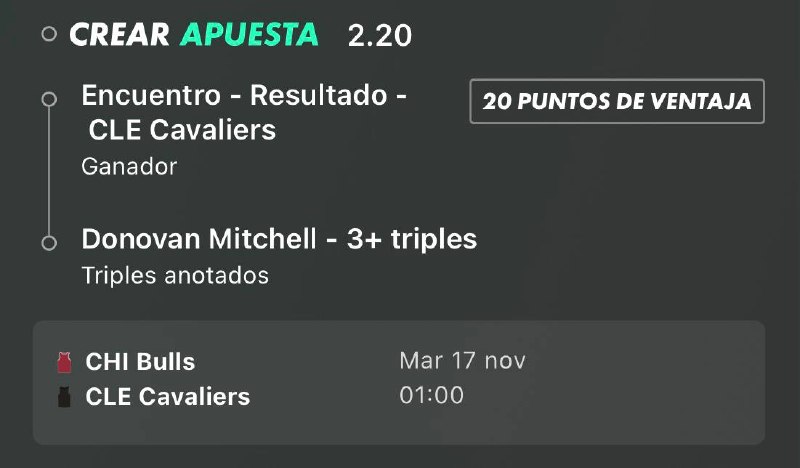 CREAR APUESTA 2.20
Encuentro - Resultado -
CLE Cavaliers
20 PUNTOS DE VENTAJA
Ganador
Donovan Mitchell - 3+ triples
Triples anotados
CHI Bulls
Mar 17 nov
CLE Cavaliers
01:00